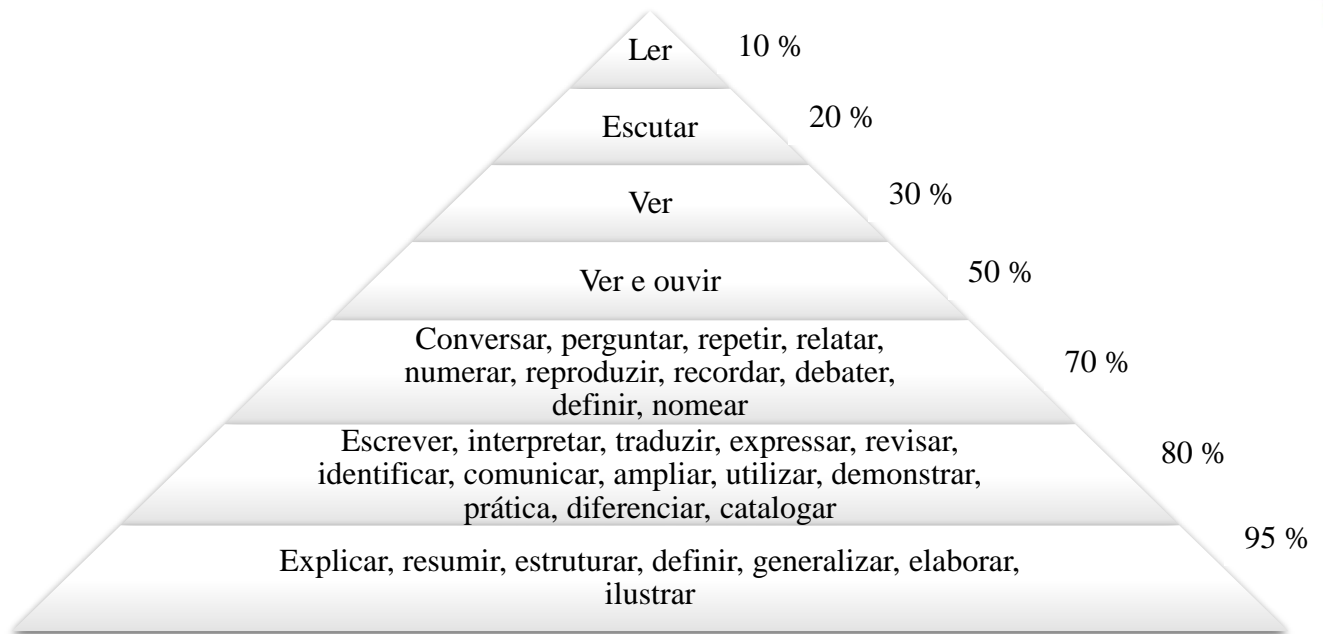 Ler 10 %
Escutar 20 %
Ver 30 %
Ver e ouvir 50 %
Conversar, perguntar, repetir, relatar,
numerar, reproduzir, recordar, debater,
definir, nomear
70 %
Escrever, interpretar, traduzir, expressar, revisar,
identificar, comunicar, ampliar, utilizar, demonstrar,
prática, diferenciar, catalogar
80 %
Explicar, resumir, estruturar, definir, generalizar, elaborar,
ilustrar
95 %